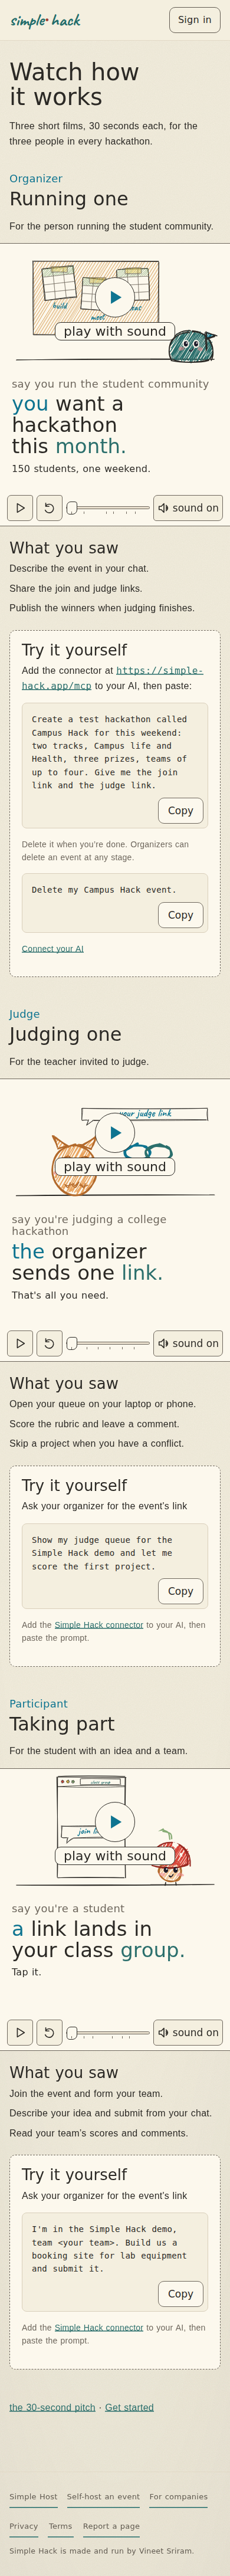 simple hack
Sign in
Watch how
it works
Three short films, 30 seconds each, for the
three people in every hackathon.
Organizer
Running one
For the person running the student community.
build
meet
eat
play with sound
say you run the student community
you want a
hackathon
this month.
150 students, one weekend.
sound on
What you saw
Describe the event in your chat.
Share the join and judge links.
Publish the winners when judging finishes.
Try it yourself
Add the connector at https://simple-
hack.app/mcp to your AI, then paste:
Create a test hackathon called
Campus Hack for this weekend:
two tracks, Campus life and
Health, three prizes, teams of
up to four. Give me the join
link and the judge link.
Copy
Delete it when you're done. Organizers can
delete an event at any stage.
Delete my Campus Hack event.
Copy
Connect your AI
Judge
Judging one
For the teacher invited to judge.
your judge link
play with sound
say you're judging a college
hackathon
the organizer
sends one link.
That's all you need.
sound on
What you saw
Open your queue on your laptop or phone.
Score the rubric and leave a comment.
Skip a project when you have a conflict.
Try it yourself
Ask your organizer for the event's link
Show my judge queue for the
Simple Hack demo and let me
score the first project.
Copy
Add the Simple Hack connector to your AI, then
paste the prompt.
Participant
Taking part
For the student with an idea and a team.
join
play with sound
say you're a student
a link lands in
your class group.
Tap it.
sound on
What you saw
Join the event and form your team.
Describe your idea and submit from your chat.
Read your team's scores and comments.
Try it yourself
Ask your organizer for the event's link
I'm in the Simple Hack demo,
team <your team>. Build us a
booking site for lab equipment
and submit it.
Copy
Add the Simple Hack connector to your AI, then
paste the prompt.
the 30-second pitch · Get started
Simple Host
Self-host an event
For companies
Privacy
Terms
Report a page
Simple Hack is made and run by Vineet Sriram.